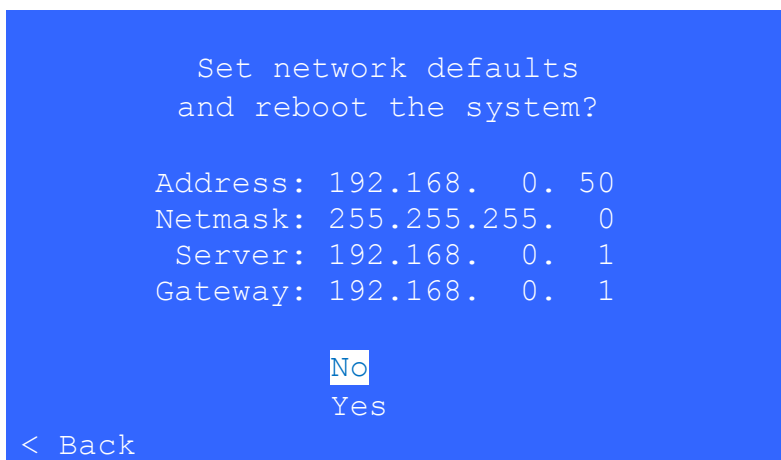 Set network defaults
and reboot the system?
Address: 192.168.  0. 50
Netmask: 255.255.255.  0
Server: 192.168.  0.  1
Gateway: 192.168.  0.  1
No
Yes
< Back